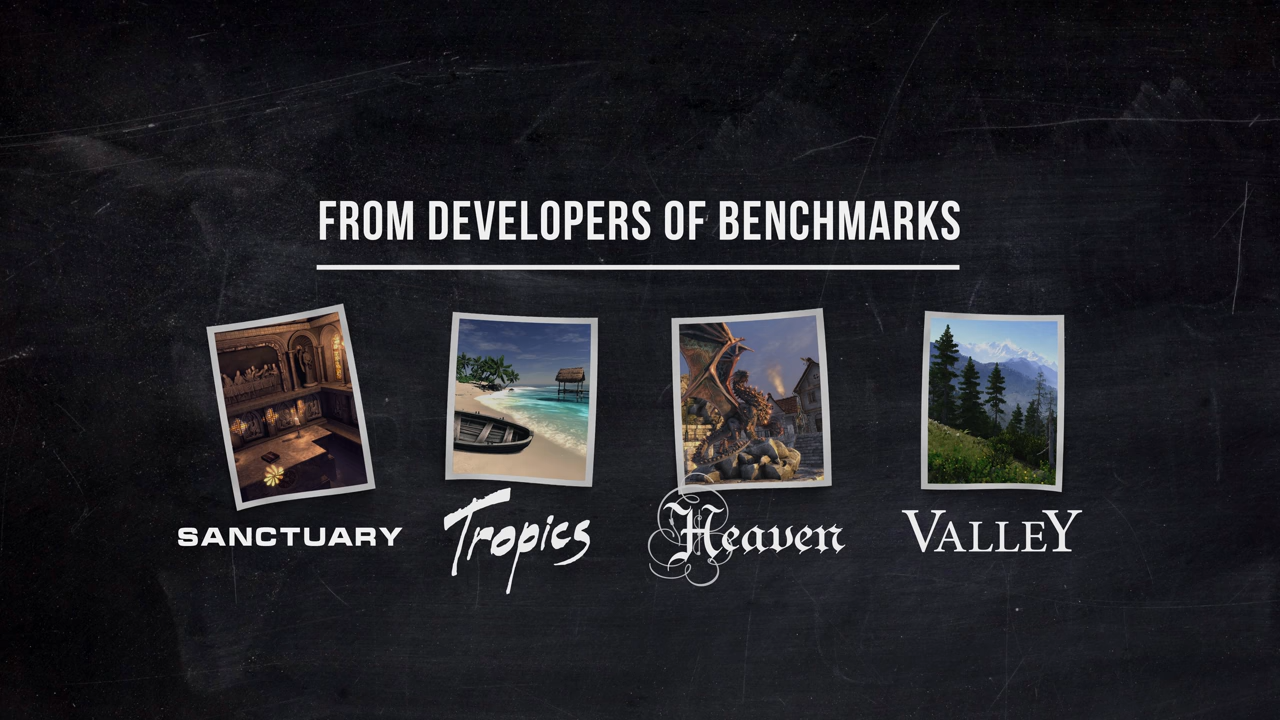 FROM DEVELOPERS OF BENCHMARKS
SANCTUARY
Tropics
Heaven
VALLEY